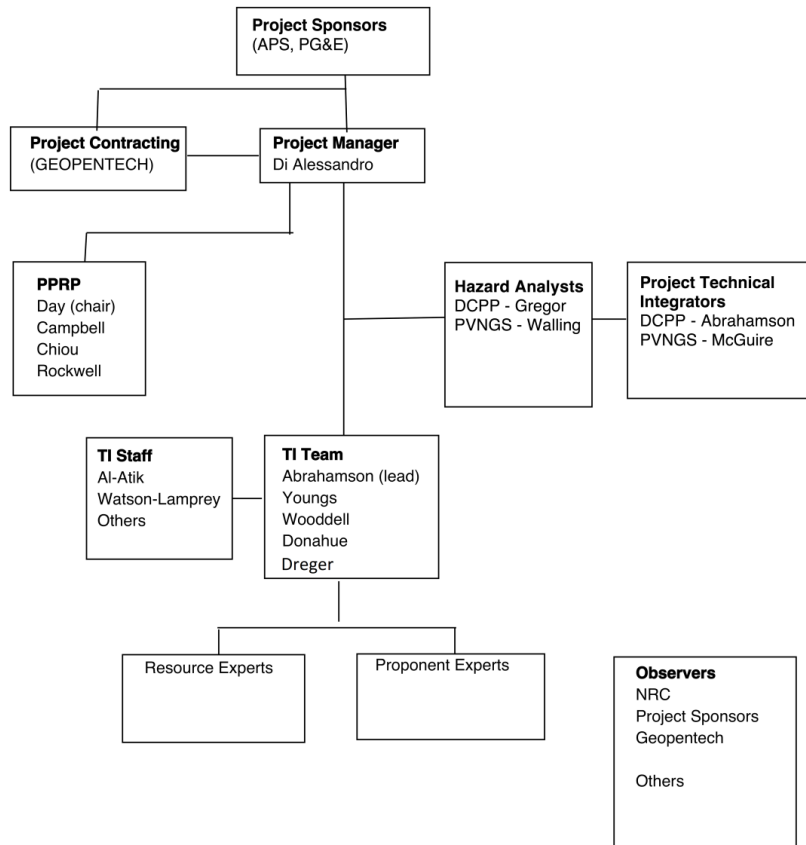 Project Sponsors
(APS, PG&E)
Project Contracting
(GEOPENTECH)
Project Manager
Di Alessandro
PPRP
Day (chair)
Campbell
Chiou
Rockwell
Hazard Analysts
DCPP - Gregor
PVNGS - Walling
Project Technical
Integrators
DCPP - Abrahamson
PVNGS - McGuire
TI Staff
Al-Atik
Watson-Lamprey
Others
TI Team
Abrahamson (lead)
Youngs
Wooddell
Donahue
Dreger
Resource Experts
Proponent Experts
Observers
NRC
Project Sponsors
Geopentech
Others